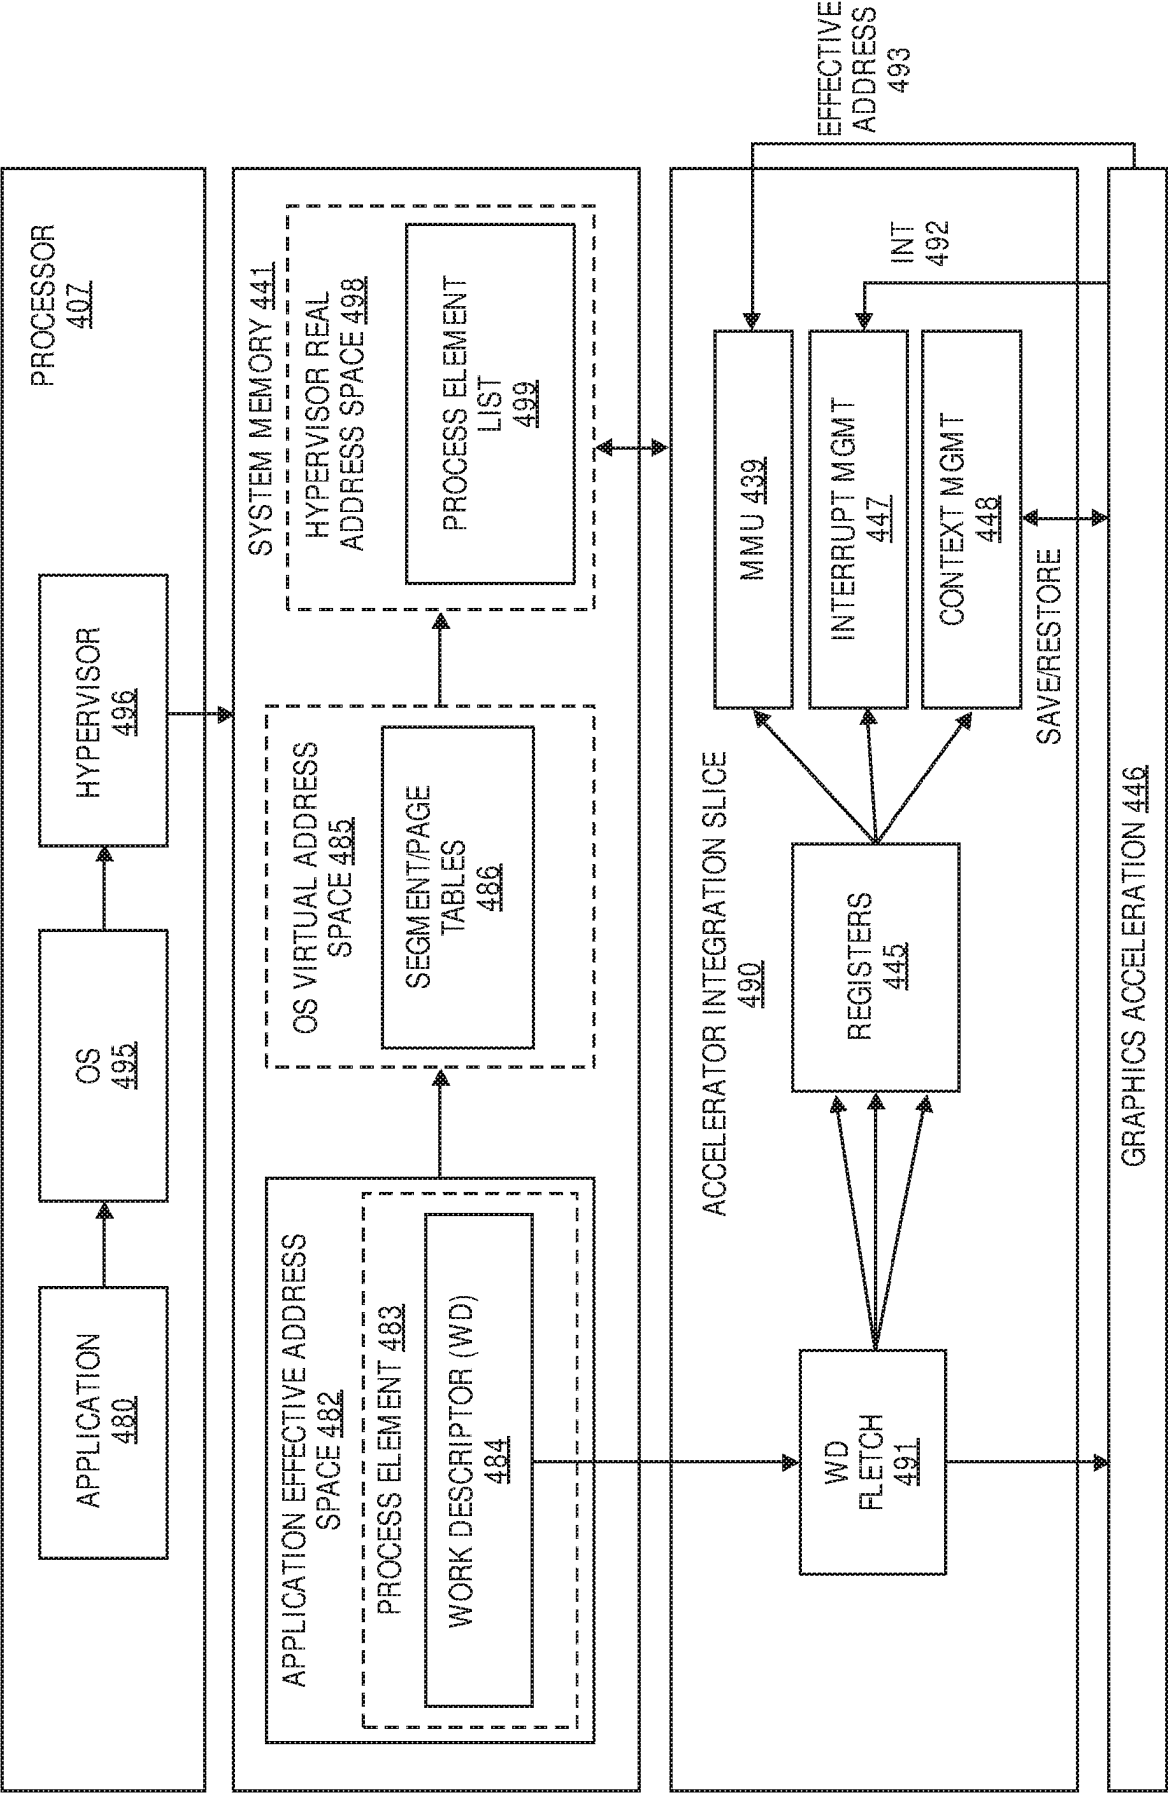 PROCESSOR
407
APPLICATION
480
OS
495
HYPERVISOR
496
SYSTEM MEMORY 441
APPLICATION EFFECTIVE ADDRESS
SPACE 482
PROCESS ELEMENT 483
WORK DESCRIPTOR (WD)
484
OS VIRTUAL ADDRESS
SPACE 485
SEGMENT/PAGE
TABLES
486
HYPERVISOR REAL
ADDRESS SPACE 498
PROCESS ELEMENT
LIST
499
ACCELERATOR INTEGRATION SLICE
490
WD
FLETCH
491
REGISTERS
445
MMU 439
INTERRUPT MGMT
447
CONTEXT MGMT
448
SAVE/RESTORE
INT
492
EFFECTIVE
ADDRESS
493
GRAPHICS ACCELERATION 446